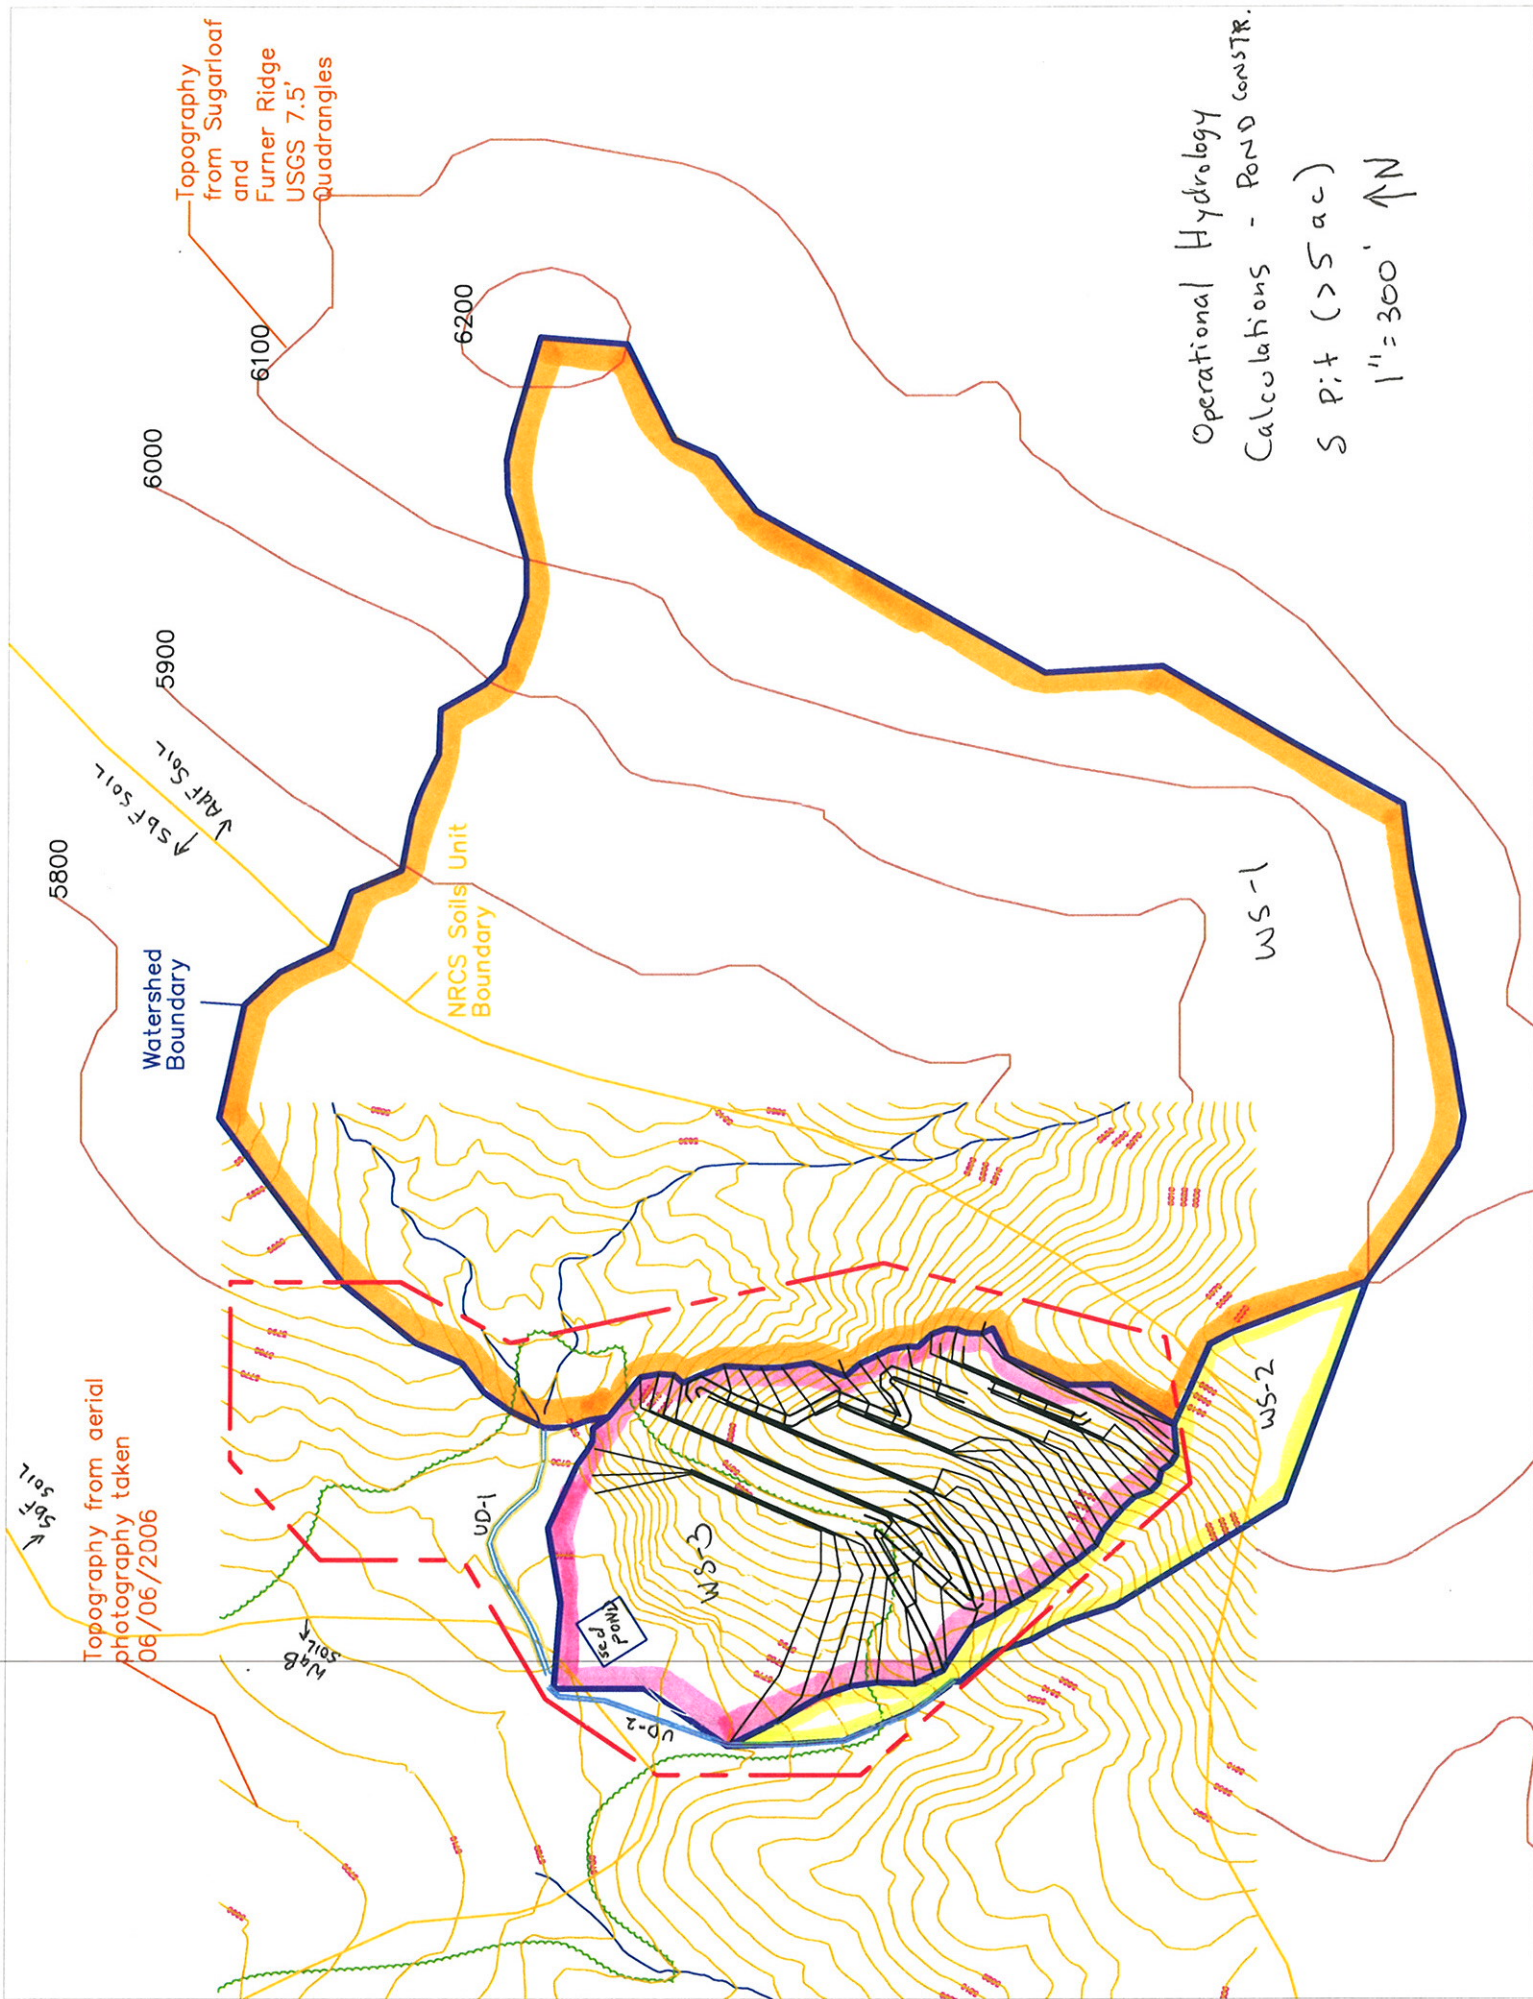 Topography
from Sugarloaf
and
Furner Ridge
USGS 7.5'
Quadrangles
6200
6100
6000
5900
5800
Operational Hydrology
Calculations - POND CONSTR.
S Pit (>5 ac)
1"=300' ↑N
↑ SbF SOIL
↓ AdF SOIL
NRCS Soils Unit
Boundary
Watershed
Boundary
WS-1
WS-2
WS-3
UD-1
UD-2
Sed
POND
WgB
SOIL
SbF
SOIL
Topography from aerial
photography taken
06/06/2006